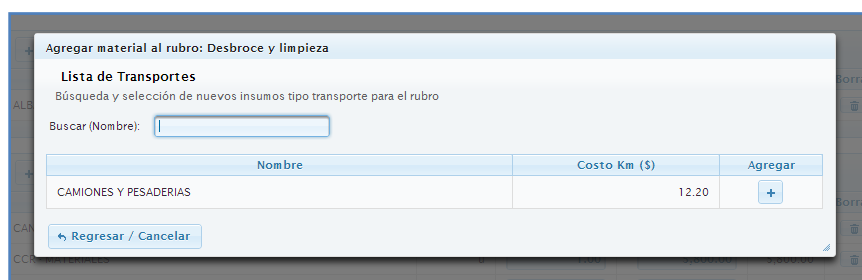 Agregar material al rubro: Desbroce y limpieza
Lista de Transportes
Búsqueda y selección de nuevos insumos tipo transporte para el rubro
Buscar (Nombre):
Nombre Costo Km ($) Agregar
CAMIONES Y PESADERIAS 12.20 +
Regresar / Cancelar